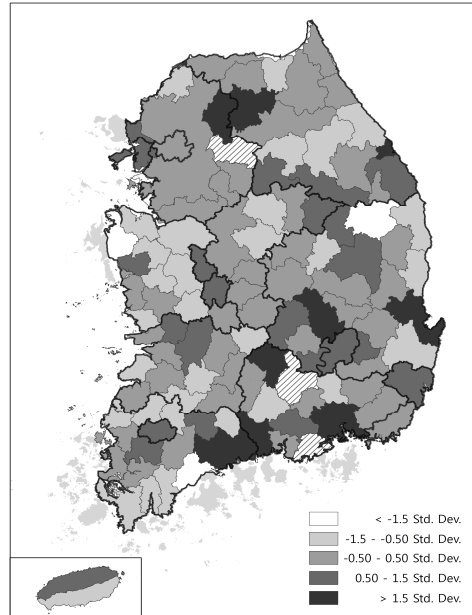 < -1.5 Std. Dev.
-1.5 - -0.50 Std. Dev.
-0.50 - 0.50 Std. Dev.
0.50 - 1.5 Std. Dev.
> 1.5 Std. Dev.